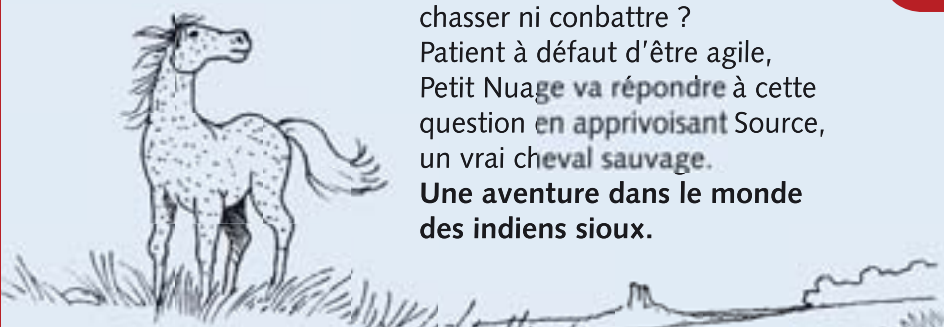 chasser ni conbattre ?
Patient à défaut d'être agile,
Petit Nuage va répondre à cette
question en apprivoisant Source,
un vrai cheval sauvage.
Une aventure dans le monde
des indiens sioux.